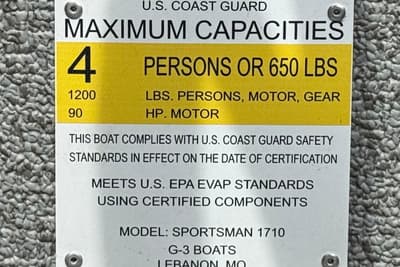 U.S. COAST GUARD
MAXIMUM CAPACITIES
4 PERSONS OR 650 LBS
1200 LBS. PERSONS, MOTOR, GEAR
90 HP. MOTOR
THIS BOAT COMPLIES WITH U.S. COAST GUARD SAFETY
STANDARDS IN EFFECT ON THE DATE OF CERTIFICATION
MEETS U.S. EPA EVAP STANDARDS
USING CERTIFIED COMPONENTS
MODEL: SPORTSMAN 1710
G-3 BOATS
LEBANON, MO